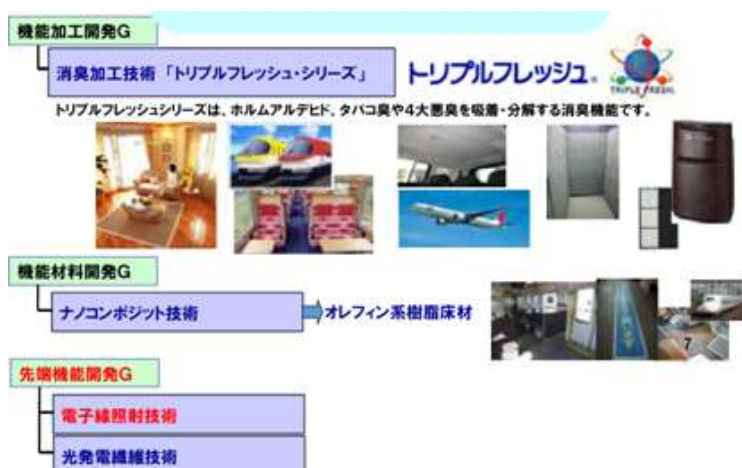 機能加工開発G
消臭加工技術 「トリプルフレッシュ・シリーズ」
トリプルフレッシュ®
TRIPLE FRESH
トリプルフレッシュシリーズは、ホルムアルデヒド、タバコ臭や4大悪臭を吸着・分解する消臭機能です。
機能材料開発G
ナノコンポジット技術
オレフィン系樹脂床材
7
先端機能開発G
電子線照射技術
光発電繊維技術